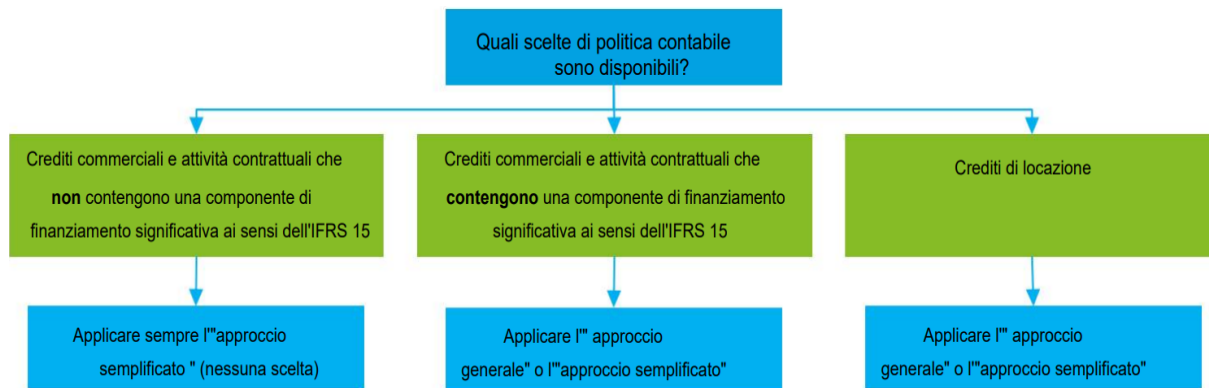 Quali scelte di politica contabile
sono disponibili?
Crediti commerciali e attività contrattuali che
non contengono una componente di
finanziamento significativa ai sensi dell'IFRS 15
Crediti commerciali e attività contrattuali che
contengono una componente di finanziamento
significativa ai sensi dell'IFRS 15
Crediti di locazione
Applicare sempre l'"approccio
semplificato " (nessuna scelta)
Applicare l'" approccio
generale" o l'"approccio semplificato"
Applicare l'" approccio
generale" o l'"approccio semplificato"